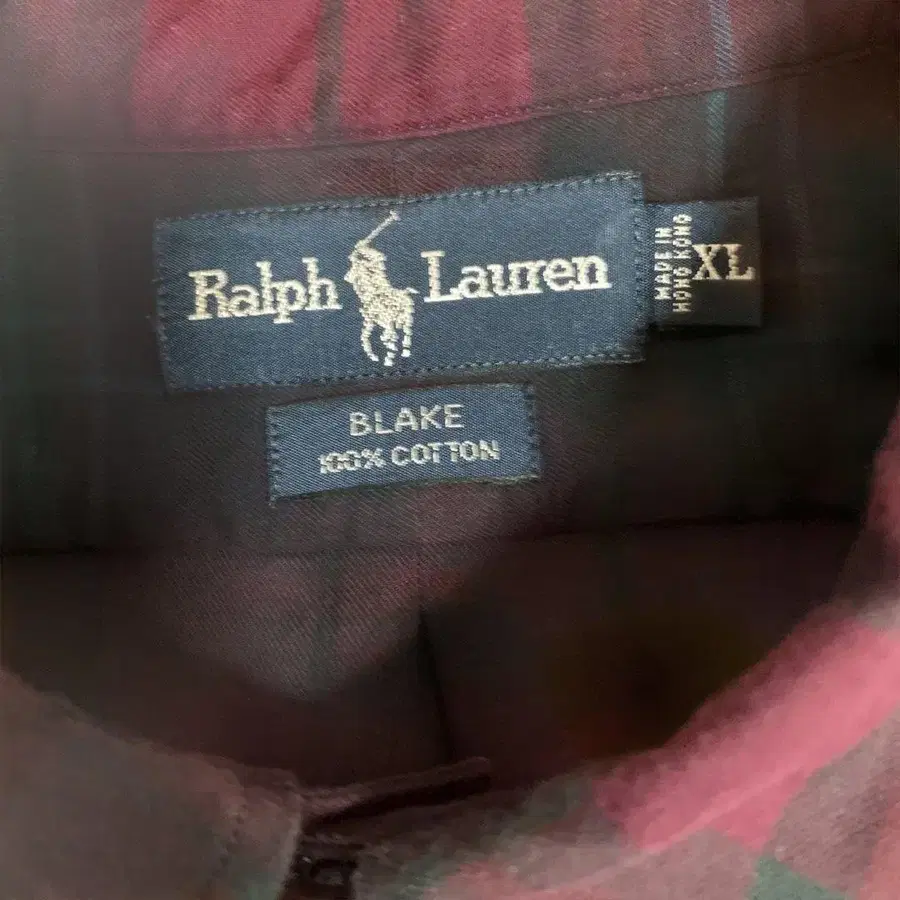 Ralph Lauren
MADE IN
HONG KONG
XL
BLAKE
100% COTTON